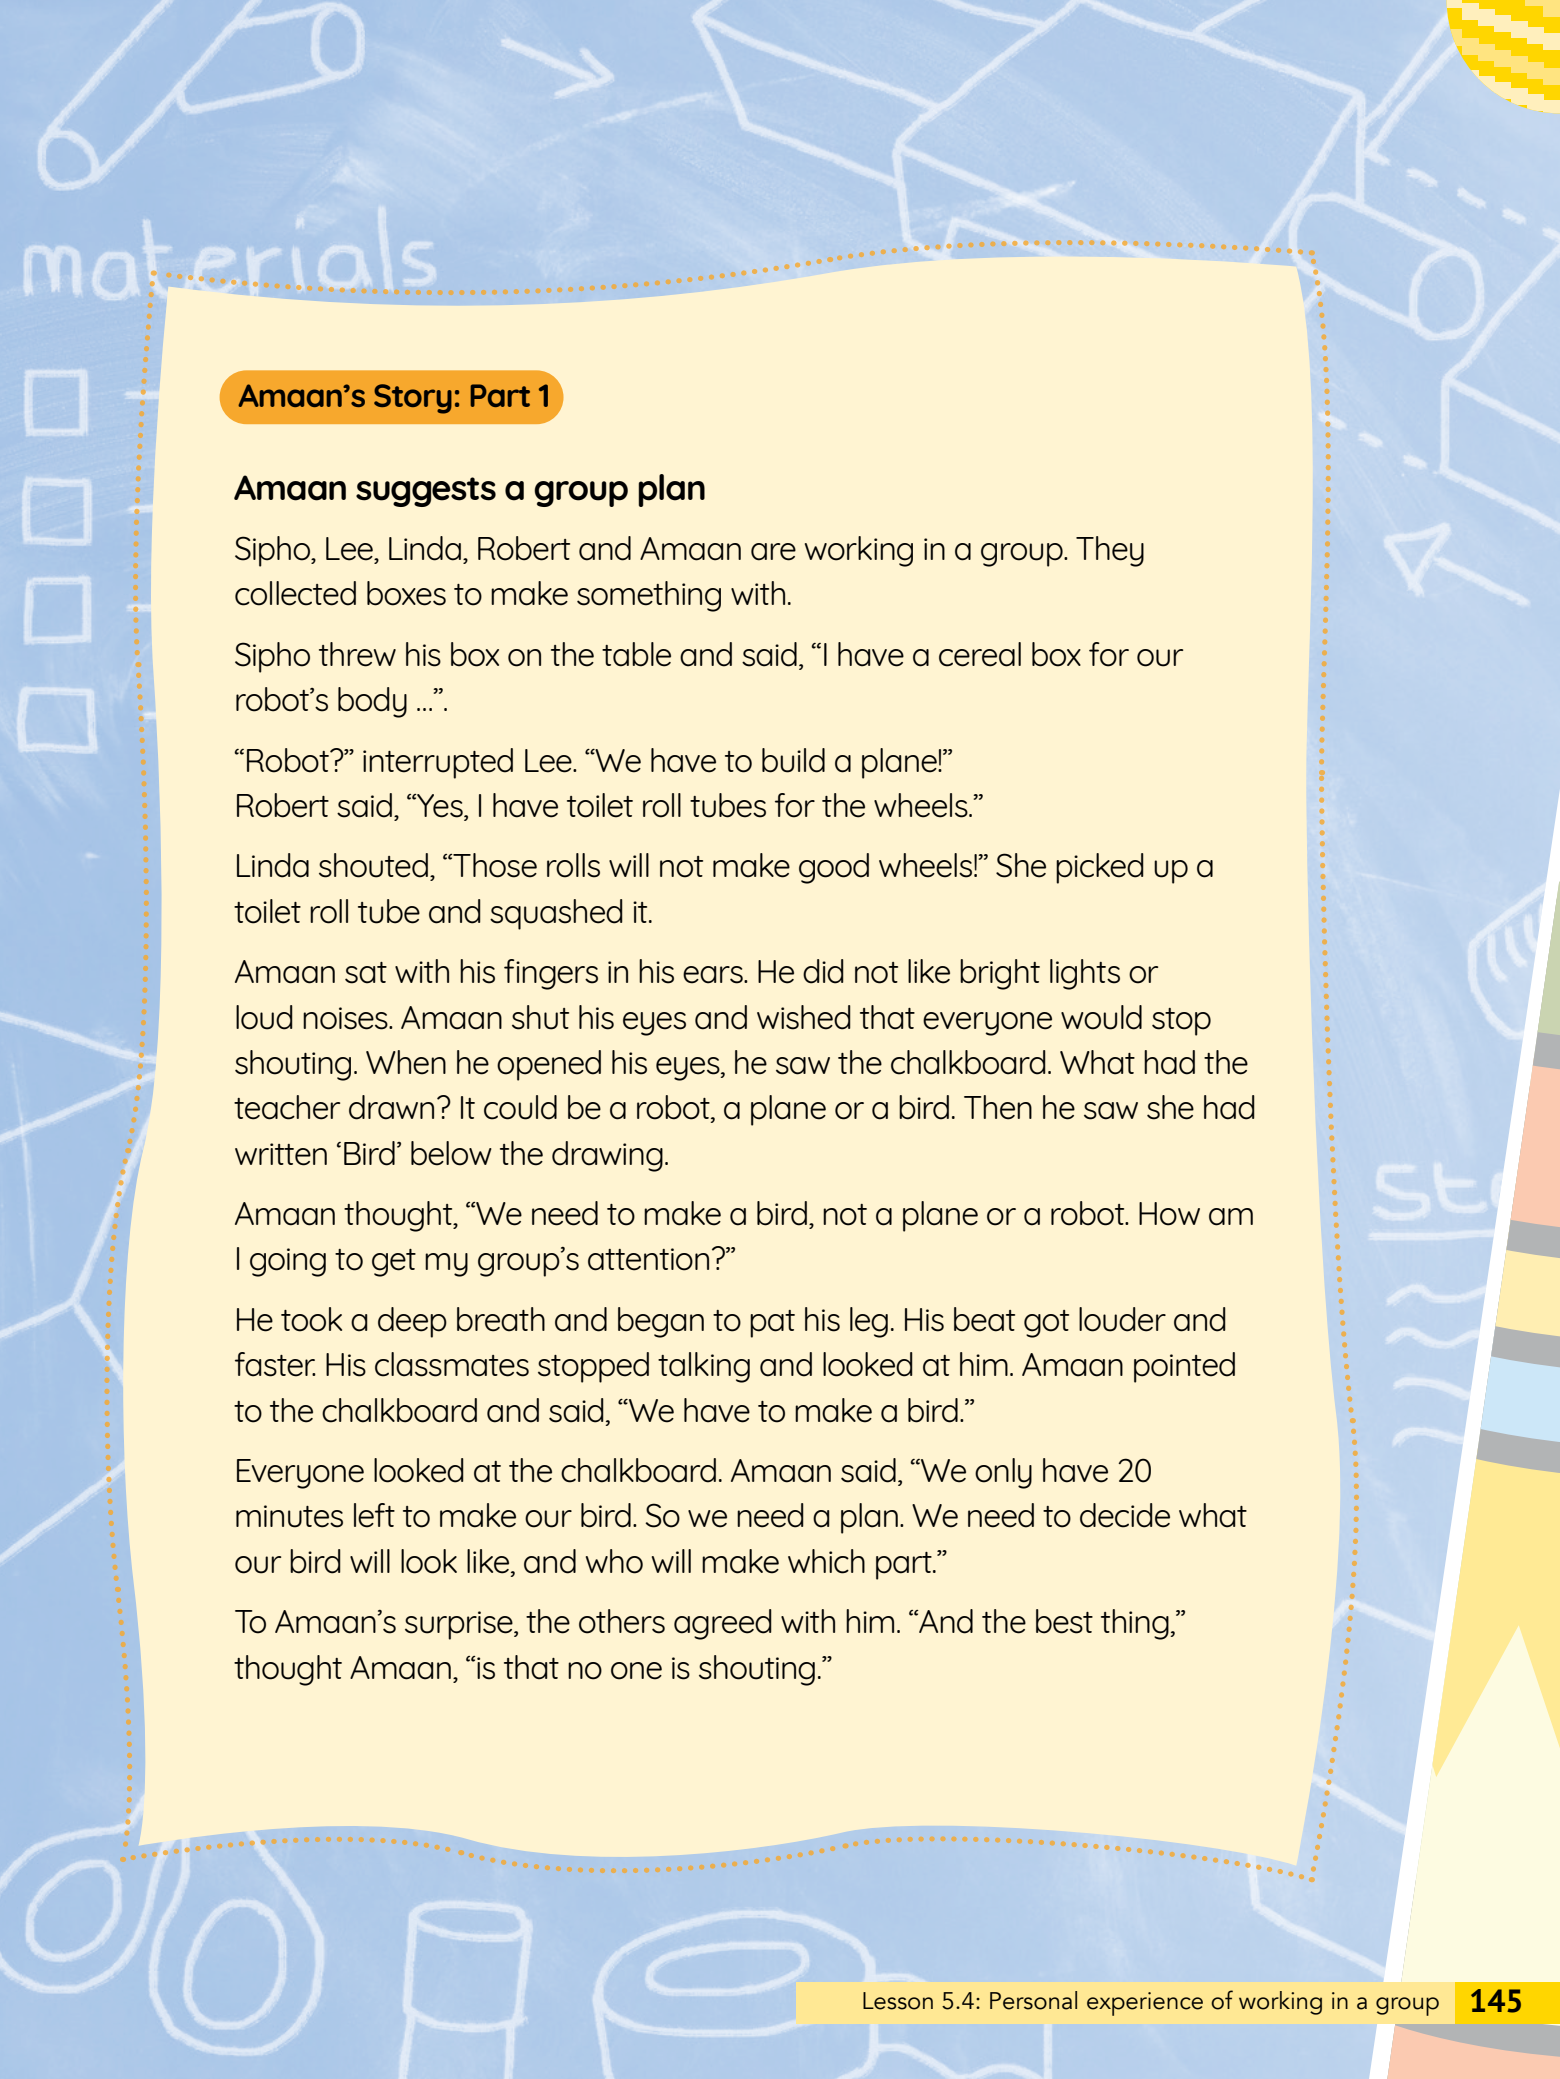 materials
Amaan’s Story: Part 1
Amaan suggests a group plan
Sipho, Lee, Linda, Robert and Amaan are working in a group. They
collected boxes to make something with.
Sipho threw his box on the table and said, “I have a cereal box for our
robot’s body ...”.
“Robot?” interrupted Lee. “We have to build a plane!”
Robert said, “Yes, I have toilet roll tubes for the wheels.”
Linda shouted, “Those rolls will not make good wheels!” She picked up a
toilet roll tube and squashed it.
Amaan sat with his fingers in his ears. He did not like bright lights or
loud noises. Amaan shut his eyes and wished that everyone would stop
shouting. When he opened his eyes, he saw the chalkboard. What had the
teacher drawn? It could be a robot, a plane or a bird. Then he saw she had
written ‘Bird’ below the drawing.
Amaan thought, “We need to make a bird, not a plane or a robot. How am
I going to get my group’s attention?”
He took a deep breath and began to pat his leg. His beat got louder and
faster. His classmates stopped talking and looked at him. Amaan pointed
to the chalkboard and said, “We have to make a bird.”
Everyone looked at the chalkboard. Amaan said, “We only have 20
minutes left to make our bird. So we need a plan. We need to decide what
our bird will look like, and who will make which part.”
To Amaan’s surprise, the others agreed with him. “And the best thing,”
thought Amaan, “is that no one is shouting.”
Lesson 5.4: Personal experience of working in a group 145